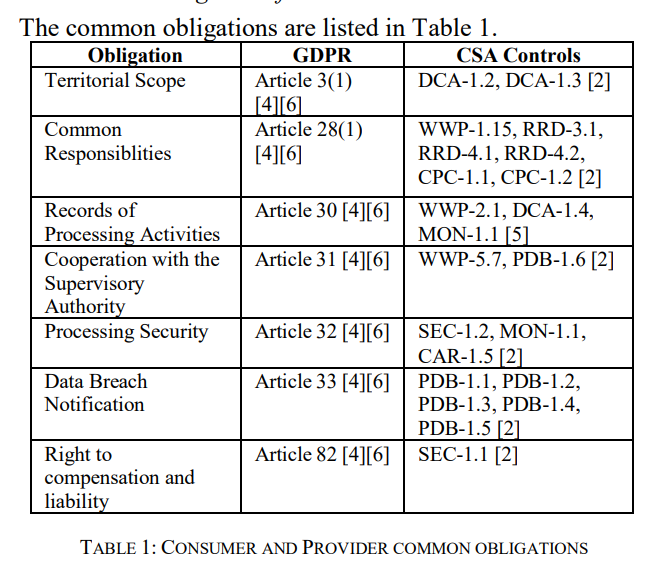 The common obligations are listed in Table 1.
Obligation GDPR CSA Controls
Territorial Scope Article 3(1) DCA-1.2, DCA-1.3 [2]
[4][6]
Common Article 28(1) WWP-1.15, RRD-3.1,
Responsiblities [4][6] RRD-4.1, RRD-4.2,
CPC-1.1, CPC-1.2 [2]
Records of Article 30 [4][6] WWP-2.1, DCA-1.4,
Processing Activities MON-1.1 [5]
Cooperation with the Article 31 [4][6] WWP-5.7, PDB-1.6 [2]
Supervisory
Authority
Processing Security Article 32 [4][6] SEC-1.2, MON-1.1,
CAR-1.5 [2]
Data Breach Article 33 [4][6] PDB-1.1, PDB-1.2,
Notification PDB-1.3, PDB-1.4,
PDB-1.5 [2]
Right to Article 82 [4][6] SEC-1.1 [2]
compensation and
liability
TABLE 1: CONSUMER AND PROVIDER COMMON OBLIGATIONS